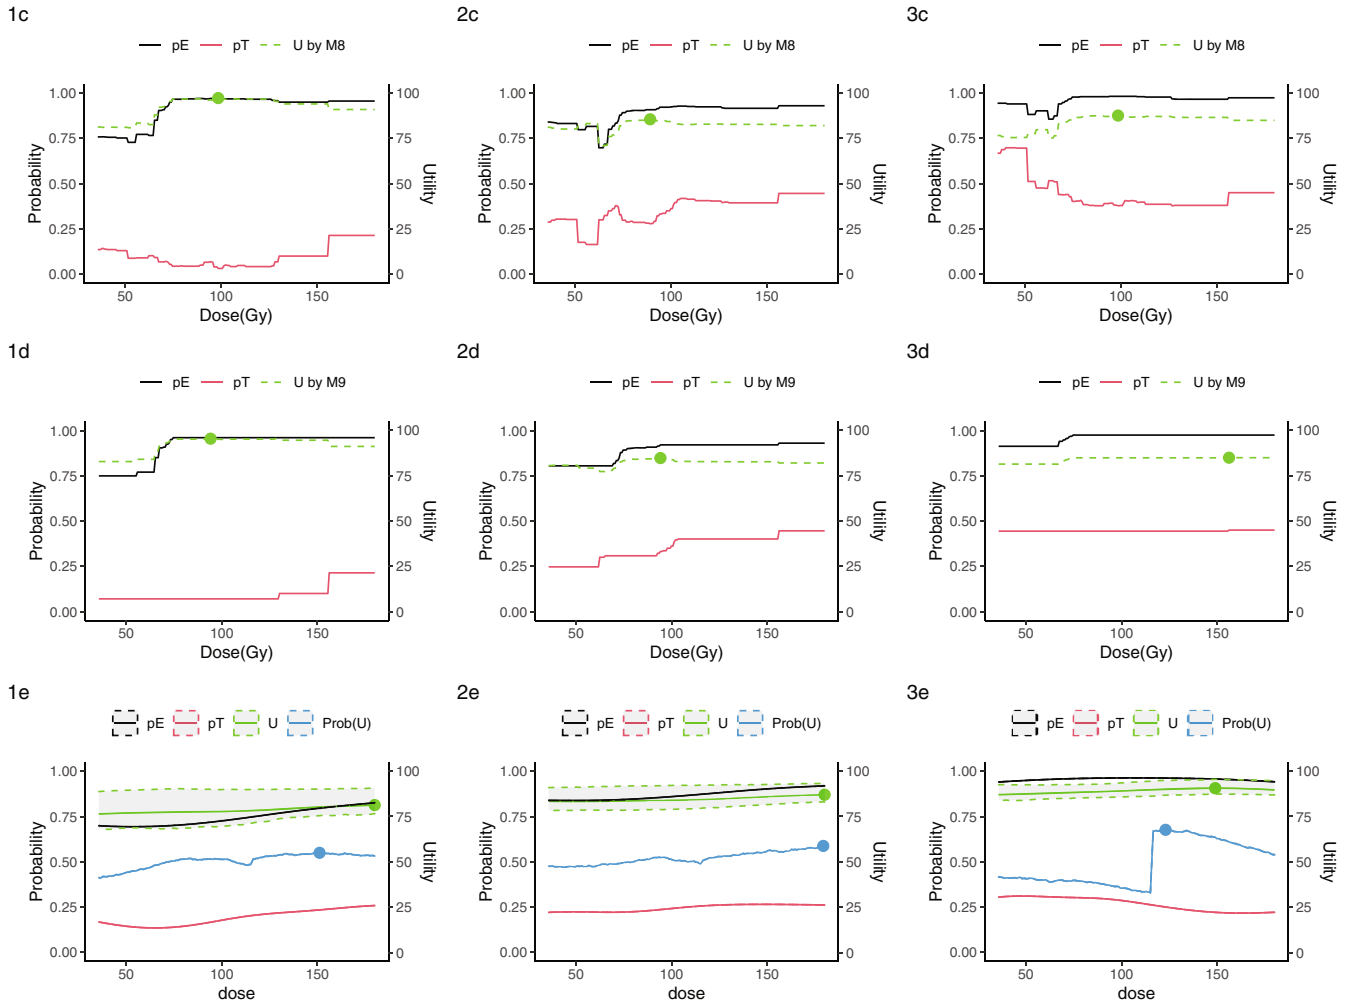 1c 2c 3c
pE pT U by M8 pE pT U by M8 pE pT U by M8
1.00 100 1.00 100 1.00 100
0.75 75 0.75 75 0.75 75
0.50 50 0.50 50 0.50 50
0.25 25 0.25 25 0.25 25
0.00 0 0.00 0 0.00 0
Probability Utility Probability Utility Probability Utility
50 100 150 50 100 150 50 100 150
Dose(Gy) Dose(Gy) Dose(Gy)
1d 2d 3d
pE pT U by M9 pE pT U by M9 pE pT U by M9
1.00 100 1.00 100 1.00 100
0.75 75 0.75 75 0.75 75
0.50 50 0.50 50 0.50 50
0.25 25 0.25 25 0.25 25
0.00 0 0.00 0 0.00 0
Probability Utility Probability Utility Probability Utility
50 100 150 50 100 150 50 100 150
Dose(Gy) Dose(Gy) Dose(Gy)
1e 2e 3e
pE pT U Prob(U) pE pT U Prob(U) pE pT U Prob(U)
1.00 100 1.00 100 1.00 100
0.75 75 0.75 75 0.75 75
0.50 50 0.50 50 0.50 50
0.25 25 0.25 25 0.25 25
0.00 0 0.00 0 0.00 0
Probability Utility Probability Utility Probability Utility
50 100 150 50 100 150 50 100 150
dose dose dose